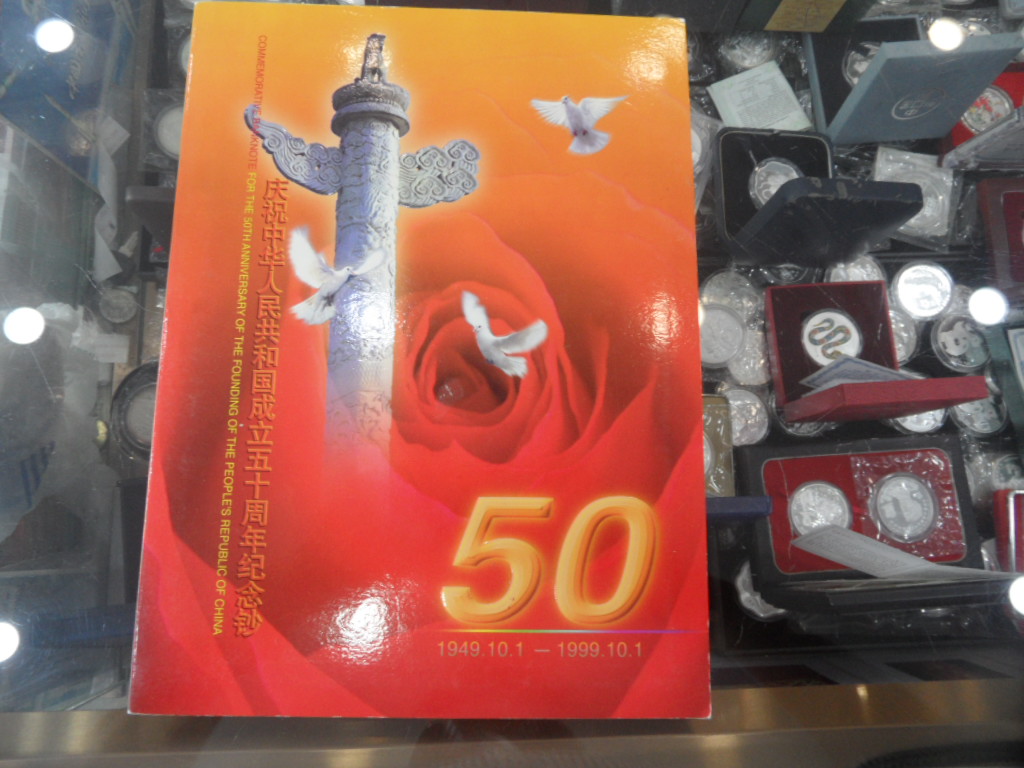 COMMEMORATIVE BANKNOTE FOR THE 50TH ANNIVERSARY OF THE FOUNDING OF THE PEOPLE'S REPUBLIC OF CHINA
庆祝中华人民共和国成立五十周年纪念钞
50
1949.10.1 — 1999.10.1